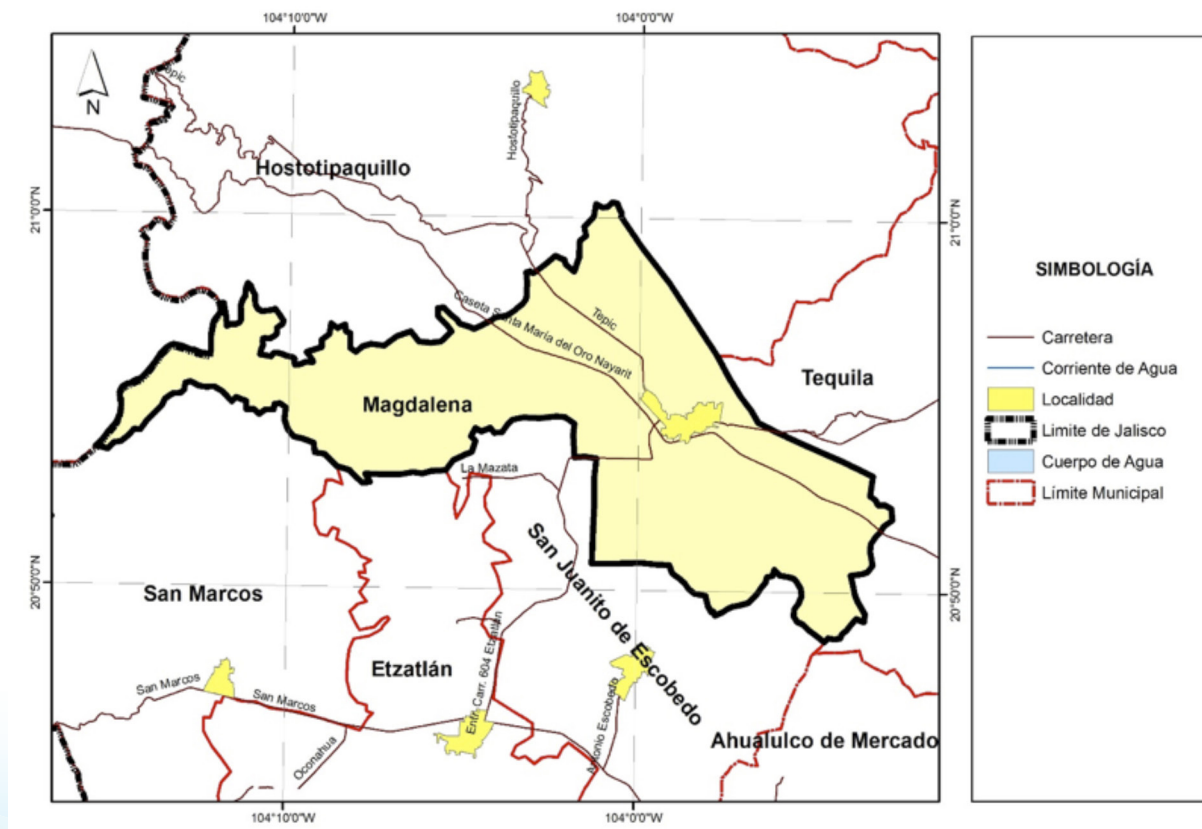 104°10'0"W
104°0'0"W
Tepic
N
Hostotipaquillo
Hostotipaquillo
21°0'0"N
21°0'0"N
Caseta Santa María del Oro Nayarit
Tepic
Tequila
Magdalena
La Mazata
San Juanito de Escobedo
20°50'0"N
20°50'0"N
San Marcos
Etzatlán
Entr. Carr. 604 Etzatlán
San Marcos
San Marcos
Oconahua
Antonio Escobedo
Ahualulco de Mercado
104°10'0"W
104°0'0"W
SIMBOLOGÍA
Carretera
Corriente de Agua
Localidad
Limite de Jalisco
Cuerpo de Agua
Límite Municipal